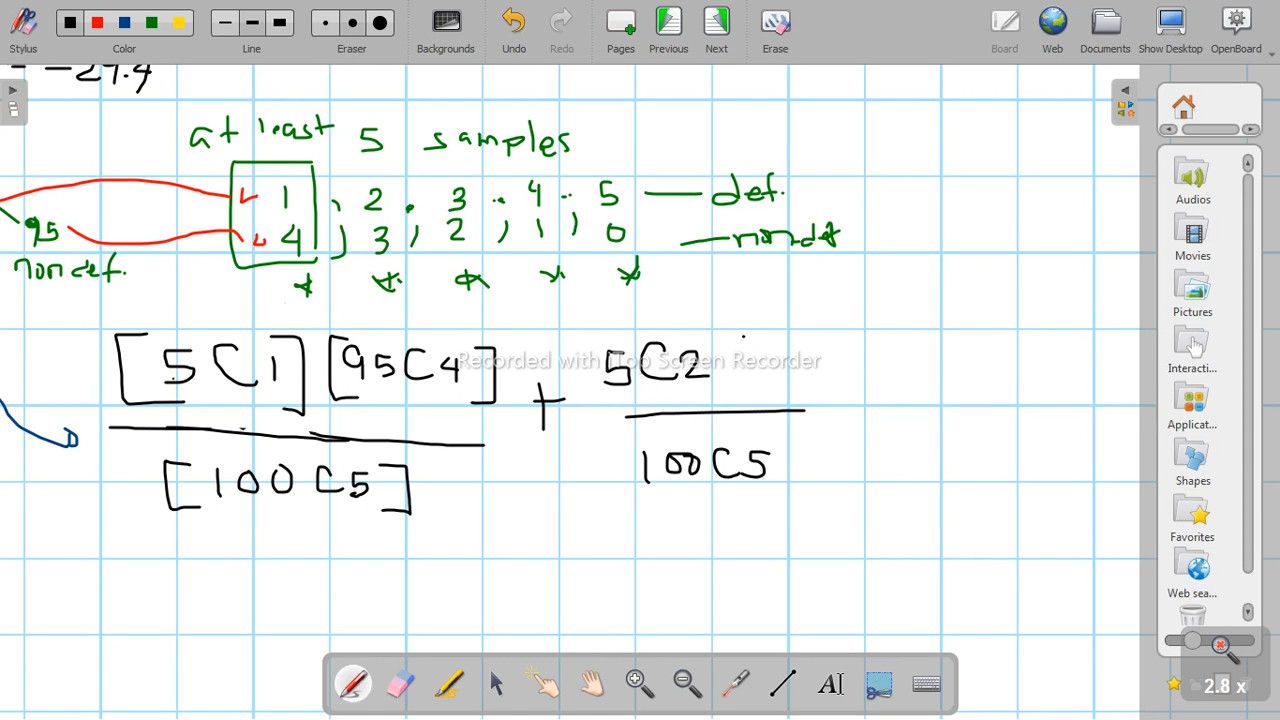 Stylus Color Line Eraser Backgrounds Undo Redo Pages Previous Next Erase Board Web Documents Show Desktop OpenBoard
- -29.4
at least 5 samples
1 , 2 , 3 , 4 , 5 — def.
95 4 ; 3 ; 2 ; 1 ; 0 — nondef
nondef.
[5C1] [95C4] + 5C2
[100C5] 100C5
Recorded with iTop Screen Recorder
Audios
Movies
Pictures
Interacti...
Applicat...
Shapes
Favorites
Web sea...
2.8 x